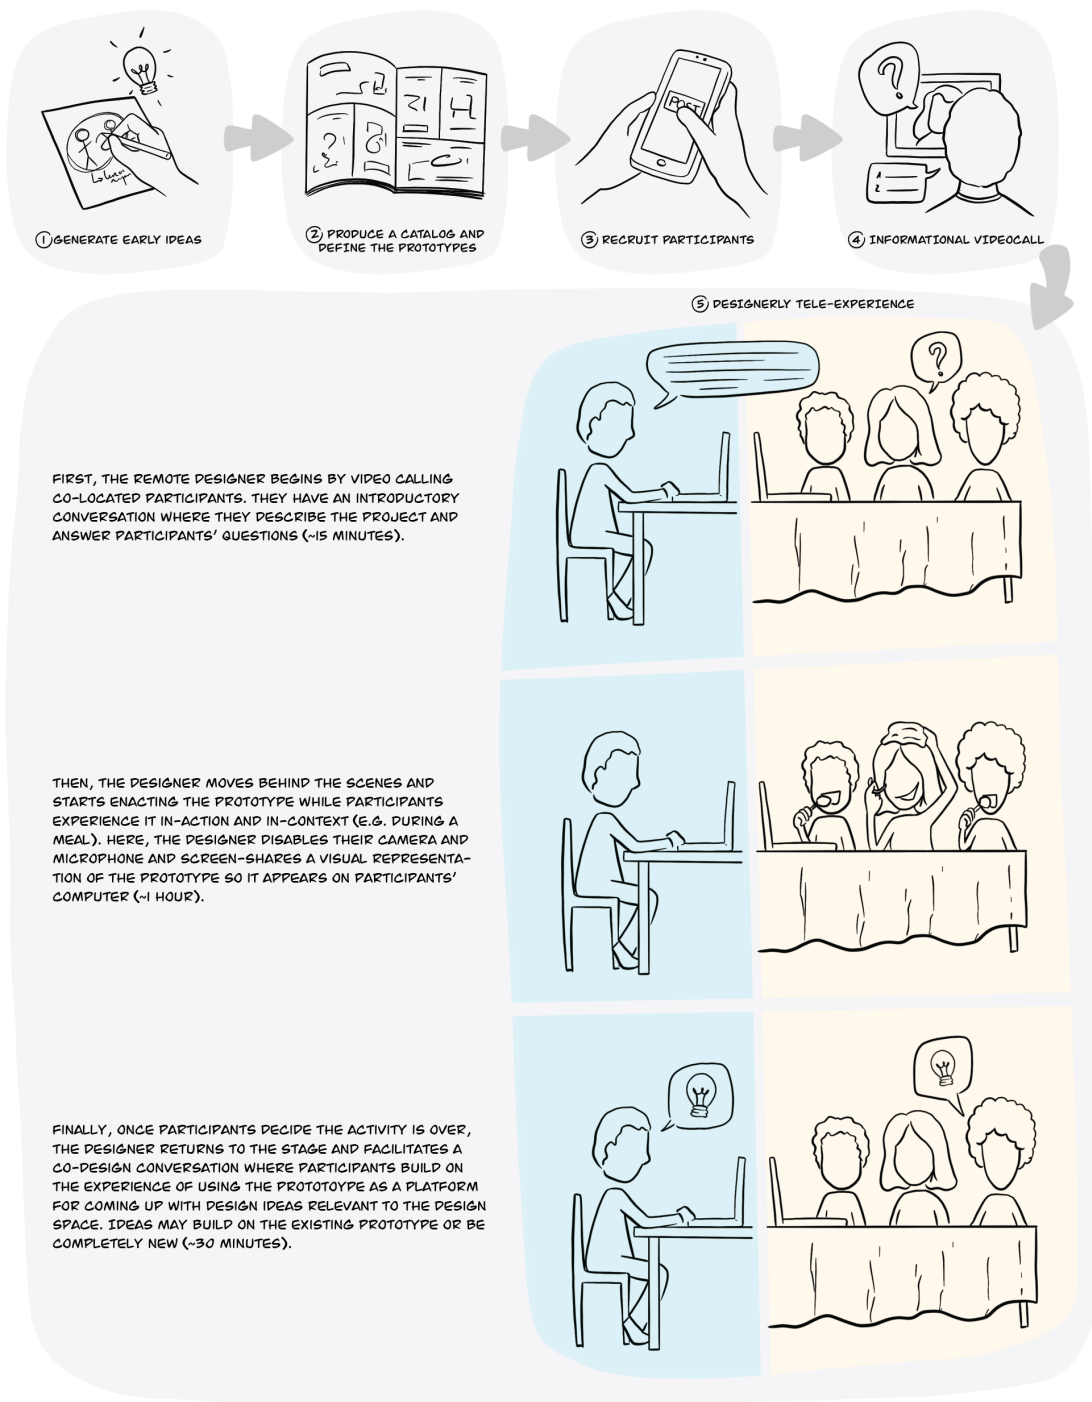 ① GENERATE EARLY IDEAS
② PRODUCE A CATALOG AND
DEFINE THE PROTOTYPES
POST
③ RECRUIT PARTICIPANTS
?
1
2
④ INFORMATIONAL VIDEOCALL
⑤ DESIGNERLY TELE-EXPERIENCE
?
FIRST, THE REMOTE DESIGNER BEGINS BY VIDEO CALLING
CO-LOCATED PARTICIPANTS. THEY HAVE AN INTRODUCTORY
CONVERSATION WHERE THEY DESCRIBE THE PROJECT AND
ANSWER PARTICIPANTS' QUESTIONS (~15 MINUTES).
THEN, THE DESIGNER MOVES BEHIND THE SCENES AND
STARTS ENACTING THE PROTOTYPE WHILE PARTICIPANTS
EXPERIENCE IT IN-ACTION AND IN-CONTEXT (E.G. DURING A
MEAL). HERE, THE DESIGNER DISABLES THEIR CAMERA AND
MICROPHONE AND SCREEN-SHARES A VISUAL REPRESENTA-
TION OF THE PROTOTYPE SO IT APPEARS ON PARTICIPANTS'
COMPUTER (~1 HOUR).
FINALLY, ONCE PARTICIPANTS DECIDE THE ACTIVITY IS OVER,
THE DESIGNER RETURNS TO THE STAGE AND FACILITATES A
CO-DESIGN CONVERSATION WHERE PARTICIPANTS BUILD ON
THE EXPERIENCE OF USING THE PROTOTOYPE AS A PLATFORM
FOR COMING UP WITH DESIGN IDEAS RELEVANT TO THE DESIGN
SPACE. IDEAS MAY BUILD ON THE EXISTING PROTOTYPE OR BE
COMPLETELY NEW (~30 MINUTES).